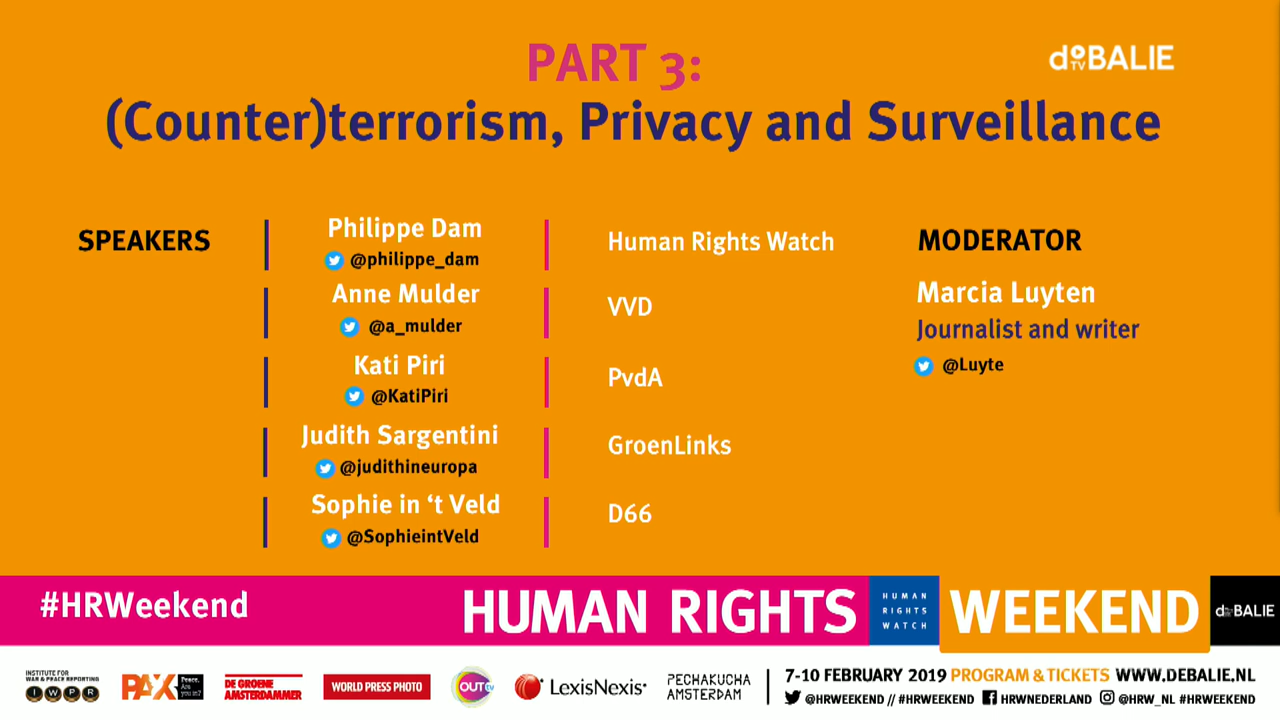 PART 3:
doBALIE
TV
(Counter)terrorism, Privacy and Surveillance
SPEAKERS
Philippe Dam
@philippe_dam
Human Rights Watch
Anne Mulder
@a_mulder
VVD
Kati Piri
@KatiPiri
PvdA
Judith Sargentini
@judithineuropa
GroenLinks
Sophie in ‘t Veld
@SophieintVeld
D66
MODERATOR
Marcia Luyten
Journalist and writer
@Luyte
#HRWeekend
HUMAN RIGHTS
HUMAN
RIGHTS
WATCH
WEEKEND
deBALIE
INSTITUTE FOR
WAR & PEACE REPORTING
IWPR
PAX
Peace.
Are
you in?
DE GROENE
AMSTERDAMMER
WORLD PRESS PHOTO
OUTtv
LexisNexis
PECHAKUCHA
AMSTERDAM
7-10 FEBRUARY 2019 PROGRAM & TICKETS WWW.DEBALIE.NL
@HRWEEKEND // #HRWEEKEND HRWNEDERLAND @HRW_NL #HRWEEKEND